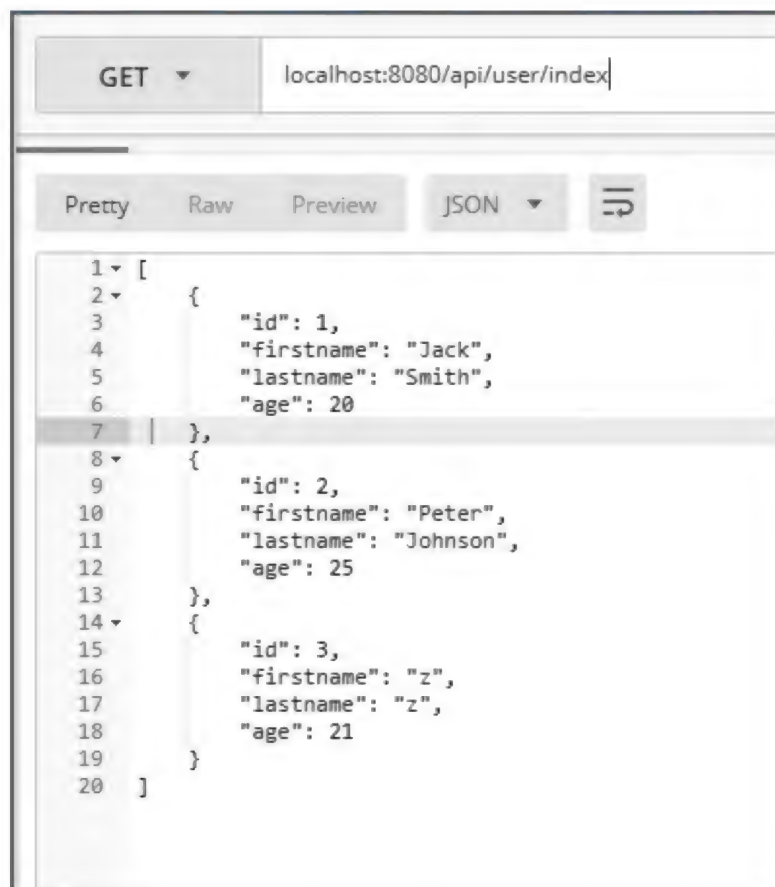 GET localhost:8080/api/user/index
Pretty Raw Preview JSON
1 [
2 {
3 "id": 1,
4 "firstname": "Jack",
5 "lastname": "Smith",
6 "age": 20
7 },
8 {
9 "id": 2,
10 "firstname": "Peter",
11 "lastname": "Johnson",
12 "age": 25
13 },
14 {
15 "id": 3,
16 "firstname": "z",
17 "lastname": "z",
18 "age": 21
19 }
20 ]